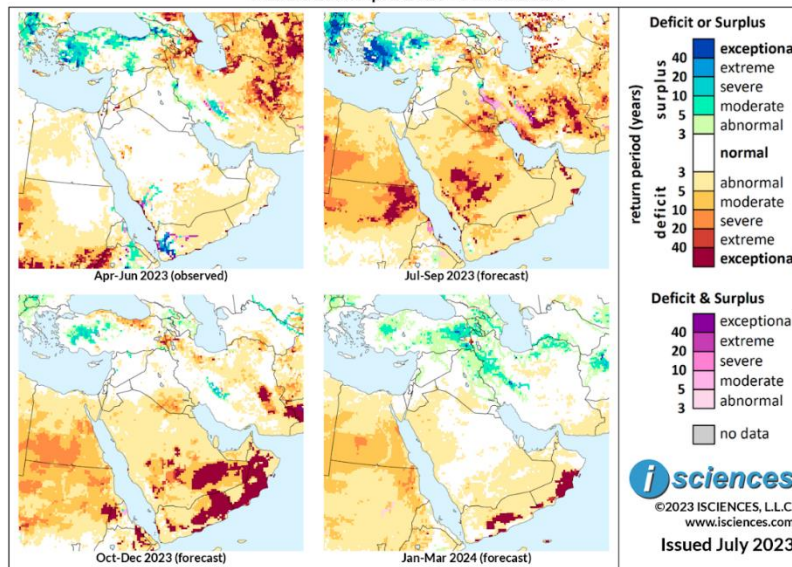 Apr-Jun 2023 (observed)
Jul-Sep 2023 (forecast)
Oct-Dec 2023 (forecast)
Jan-Mar 2024 (forecast)
Deficit or Surplus
return period (years)
surplus
deficit
40
20
10
5
3
3
5
10
20
40
exceptiona
extreme
severe
moderate
abnormal
normal
abnormal
moderate
severe
extreme
exceptiona
Deficit & Surplus
40
20
10
5
3
exceptiona
extreme
severe
moderate
abnormal
no data
i sciences
©2023 ISCIENCES, L.L.C
www.isciences.com
Issued July 2023